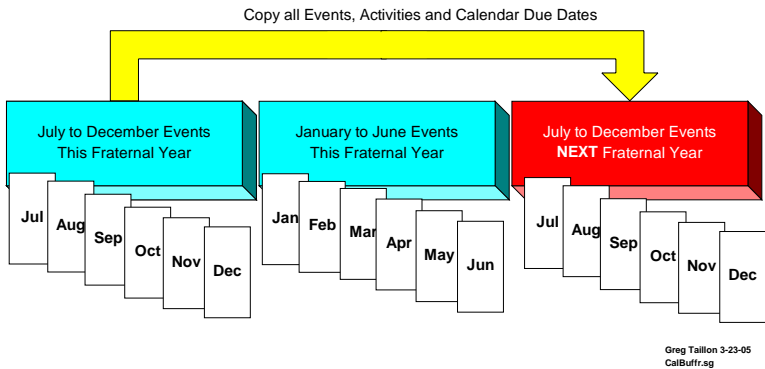 Copy all Events, Activities and Calendar Due Dates
July to December Events
This Fraternal Year
January to June Events
This Fraternal Year
July to December Events
NEXT Fraternal Year
Jul
Aug
Sep
Oct
Nov
Dec
Jan
Feb
Mar
Apr
May
Jun
Jul
Aug
Sep
Oct
Nov
Dec
Greg Taillon 3-23-05
CalBuffr.sg